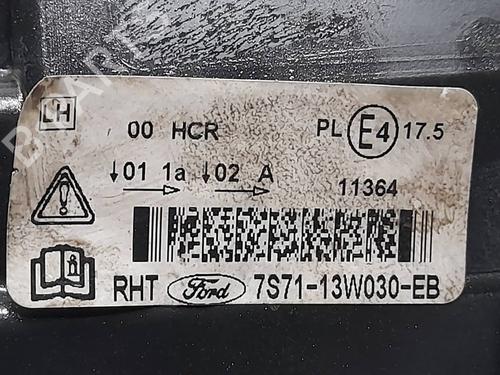 LH 00 HCR PL E4 17.5
↓01 1a → ↓02 A →
11364
RHT Ford 7S71-13W030-EB